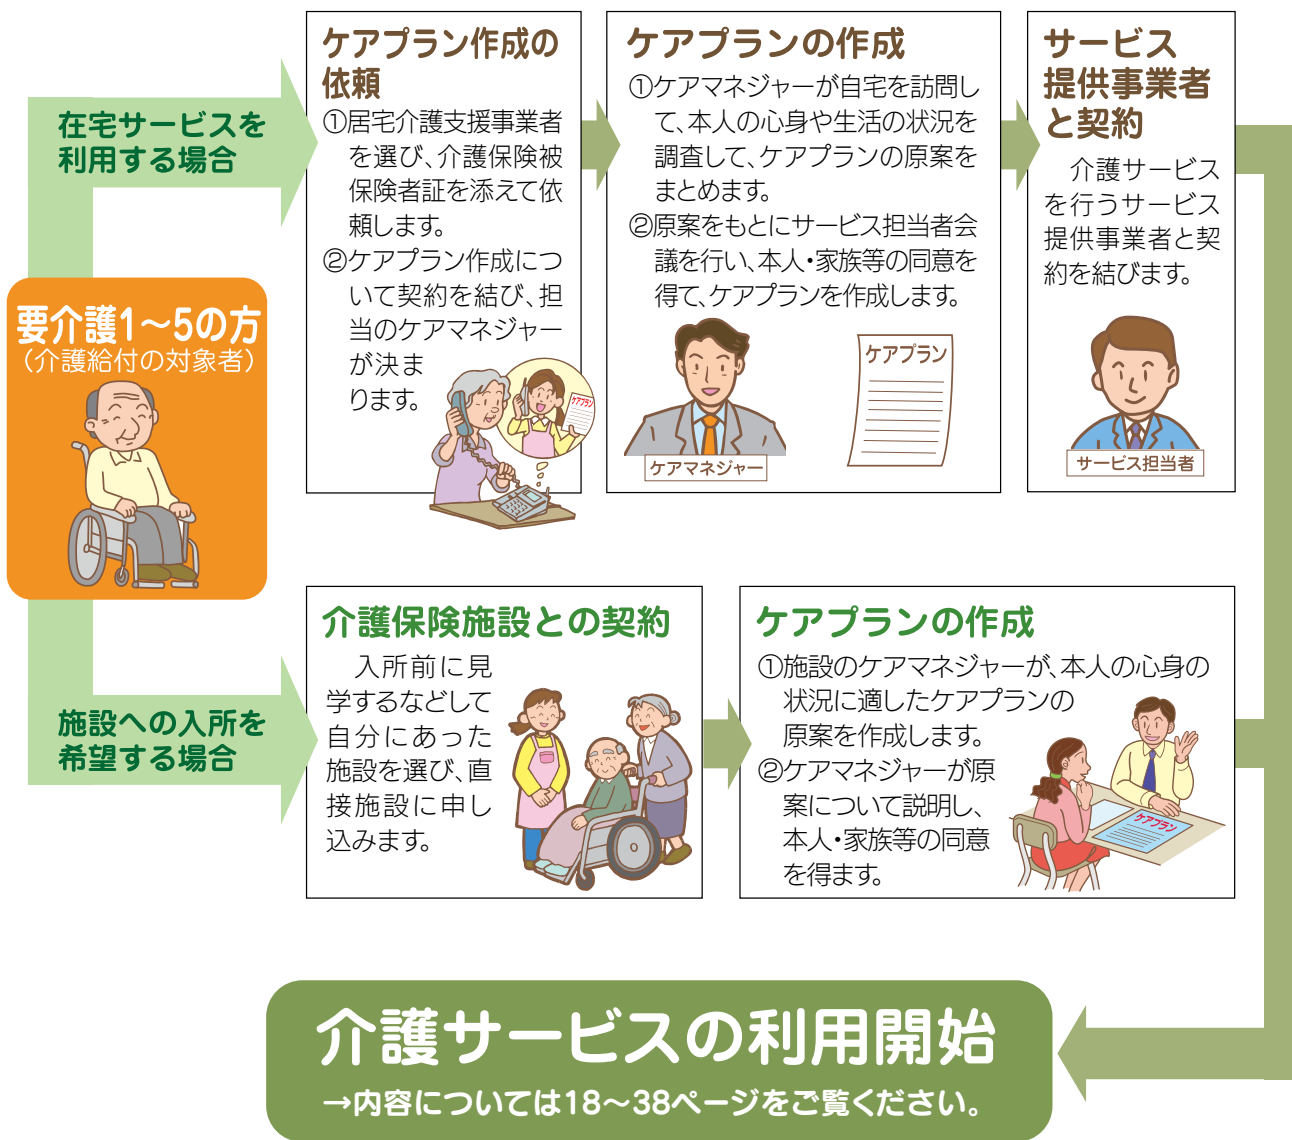 在宅サービスを
利用する場合
ケアプラン作成の
依頼
①居宅介護支援事業者
を選び、介護保険被
保険者証を添えて依
頼します。
②ケアプラン作成につ
いて契約を結び、担
当のケアマネジャー
が決ま
ります。
ケアプラン
ケアプランの作成
①ケアマネジャーが自宅を訪問し
て、本人の心身や生活の状況を
調査して、ケアプランの原案を
まとめます。
②原案をもとにサービス担当者会
議を行い、本人・家族等の同意を
得て、ケアプランを作成します。
ケアマネジャー
ケアプラン
サービス
提供事業者
と契約
介護サービス
を行うサービス
提供事業者と契
約を結びます。
サービス担当者
要介護1～5の方
（介護給付の対象者）
施設への入所を
希望する場合
介護保険施設との契約
入所前に見
学するなどして
自分にあった
施設を選び、直
接施設に申し
込みます。
ケアプランの作成
①施設のケアマネジャーが、本人の心身の
状況に適したケアプランの
原案を作成します。
②ケアマネジャーが原
案について説明し、
本人・家族等の同意
を得ます。
ケアプラン
介護サービスの利用開始
→内容については18～38ページをご覧ください。